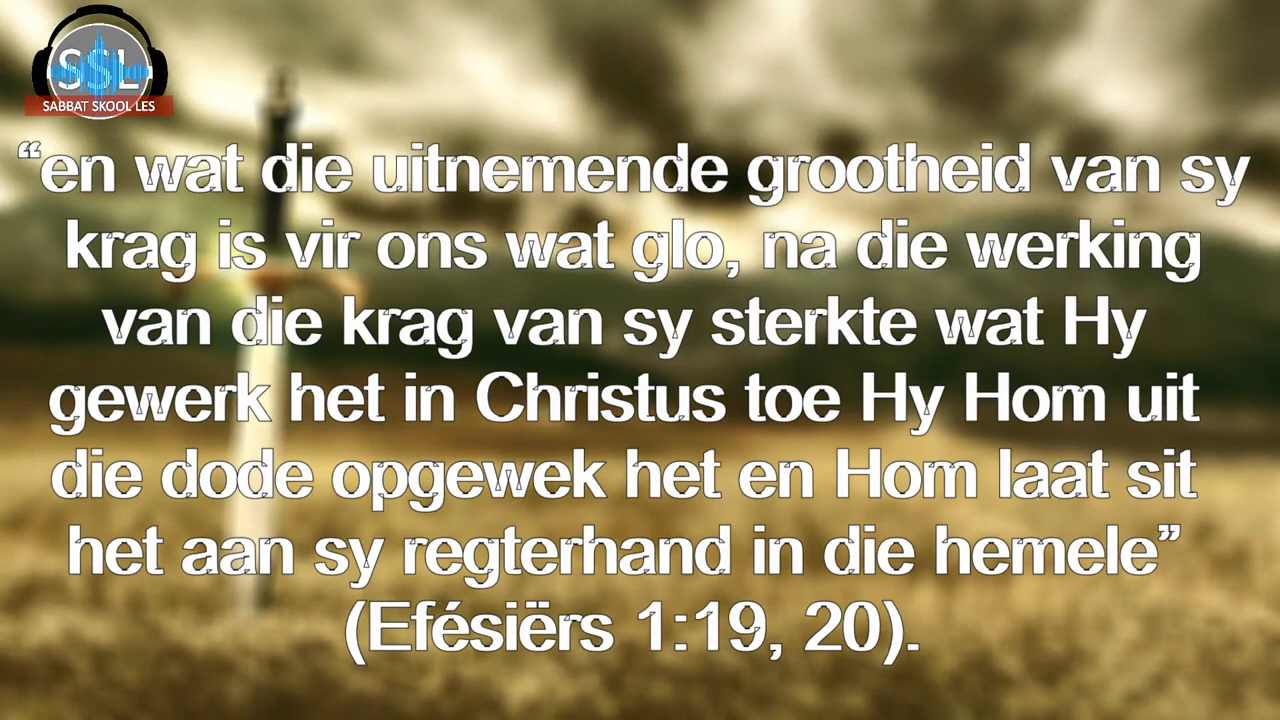 SSL
SABBAT SKOOL LES
“en wat die uitnemende grootheid van sy
krag is vir ons wat glo, na die werking
van die krag van sy sterkte wat Hy
gewerk het in Christus toe Hy Hom uit
die dode opgewek het en Hom laat sit
het aan sy regterhand in die hemele”
(Efésiërs 1:19, 20).